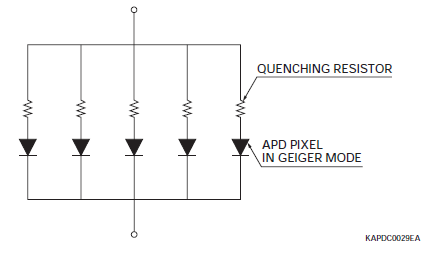 QUENCHING RESISTOR
APD PIXEL
IN GEIGER MODE
KAPDC0029EA